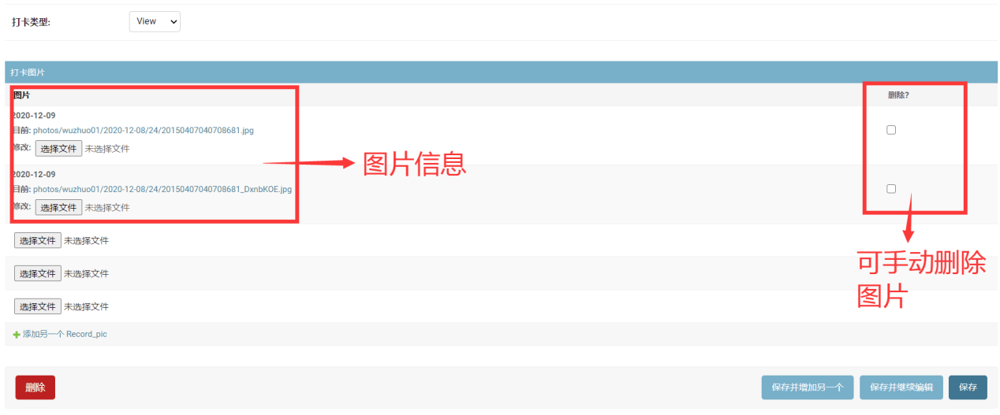 打卡类型: View
打卡图片
图片 删除?
2020-12-09
目前: photos/wuzhuo01/2020-12-08/24/20150407040708681.jpg
修改: 选择文件 未选择文件
图片信息
2020-12-09
目前: photos/wuzhuo01/2020-12-08/24/20150407040708681_DxnbKOE.jpg
修改: 选择文件 未选择文件
选择文件 未选择文件
可手动删除
图片
选择文件 未选择文件
选择文件 未选择文件
添加另一个 Record_pic
删除 保存并增加另一个 保存并继续编辑 保存